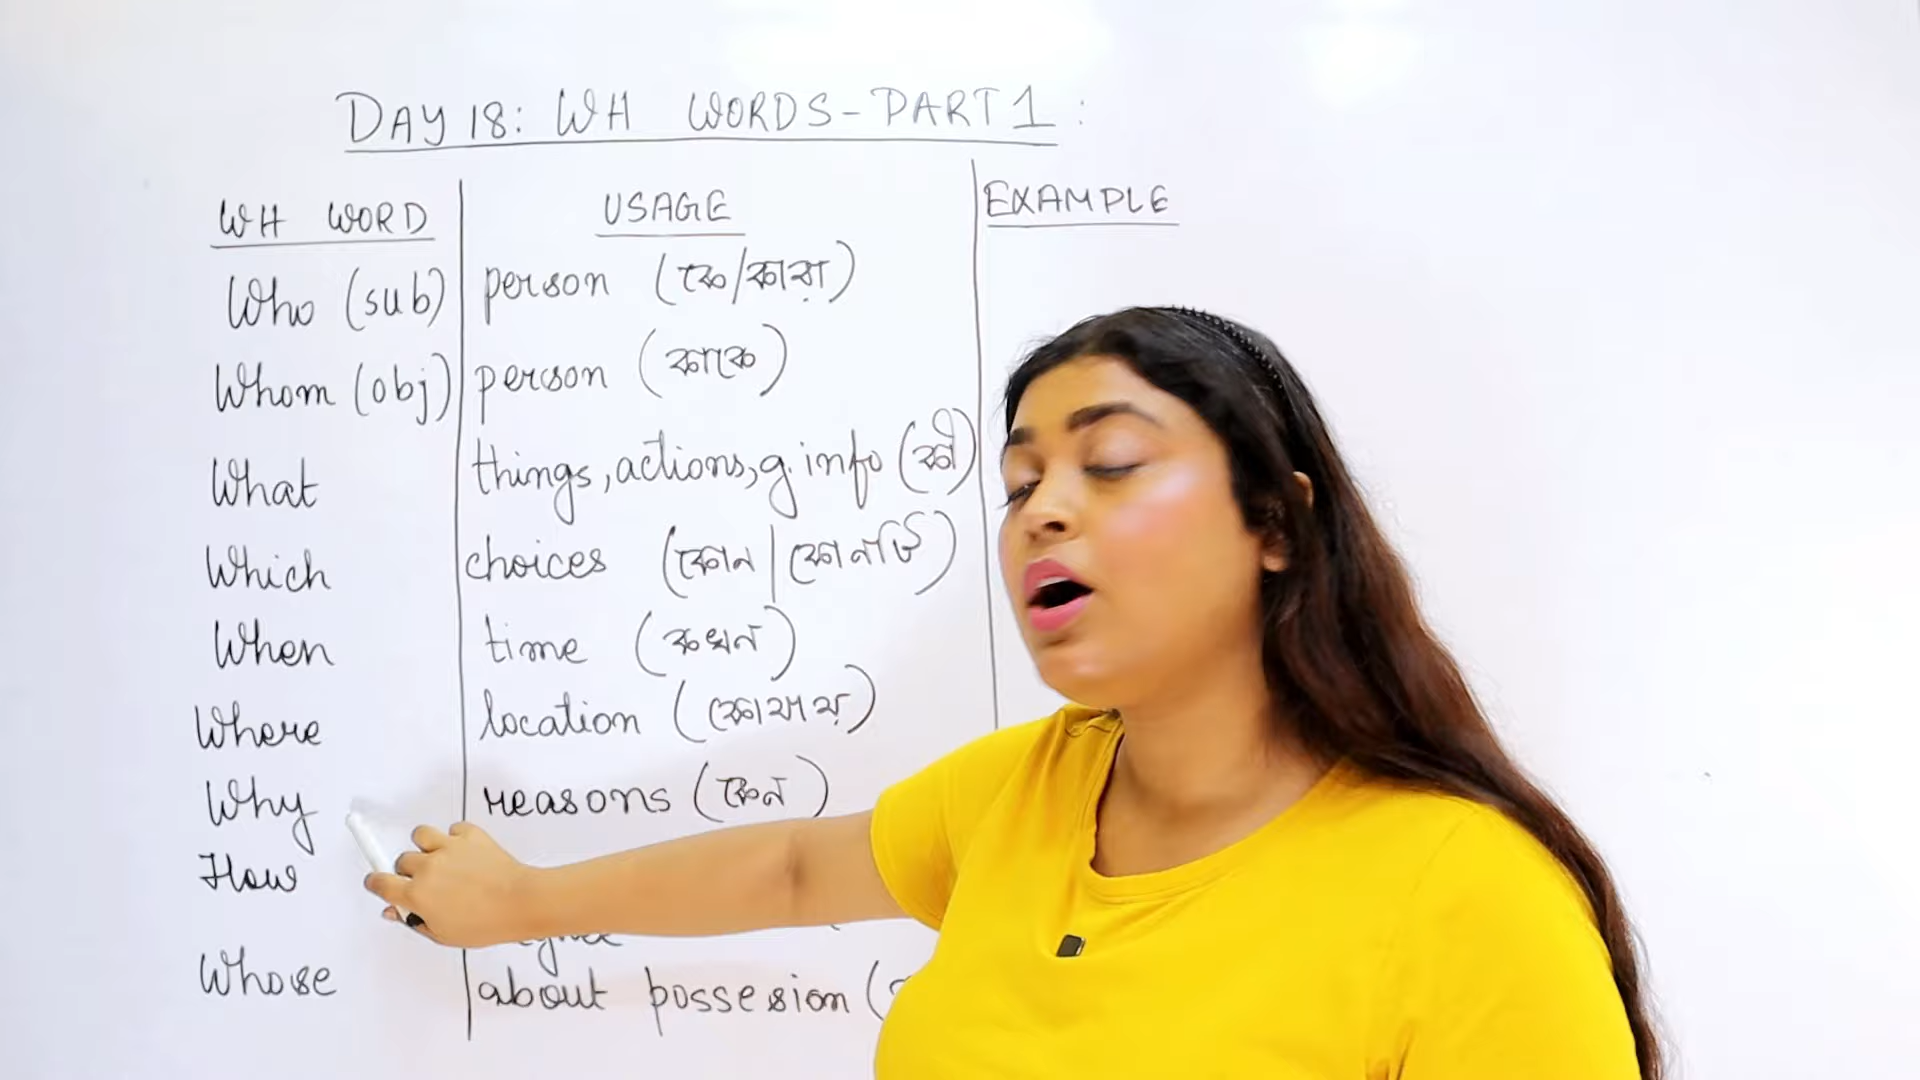 DAY 18: WH WORDS - PART 1 :
WH WORD USAGE EXAMPLE
Who (sub) person (কে/কারা)
Whom (obj) person (কাকে)
What things, actions, g. info (কী)
Which choices (কোন | কোনটি)
When time (কখন)
Where location (কোথায়)
Why reasons (কেন)
How
Whose about possesion (